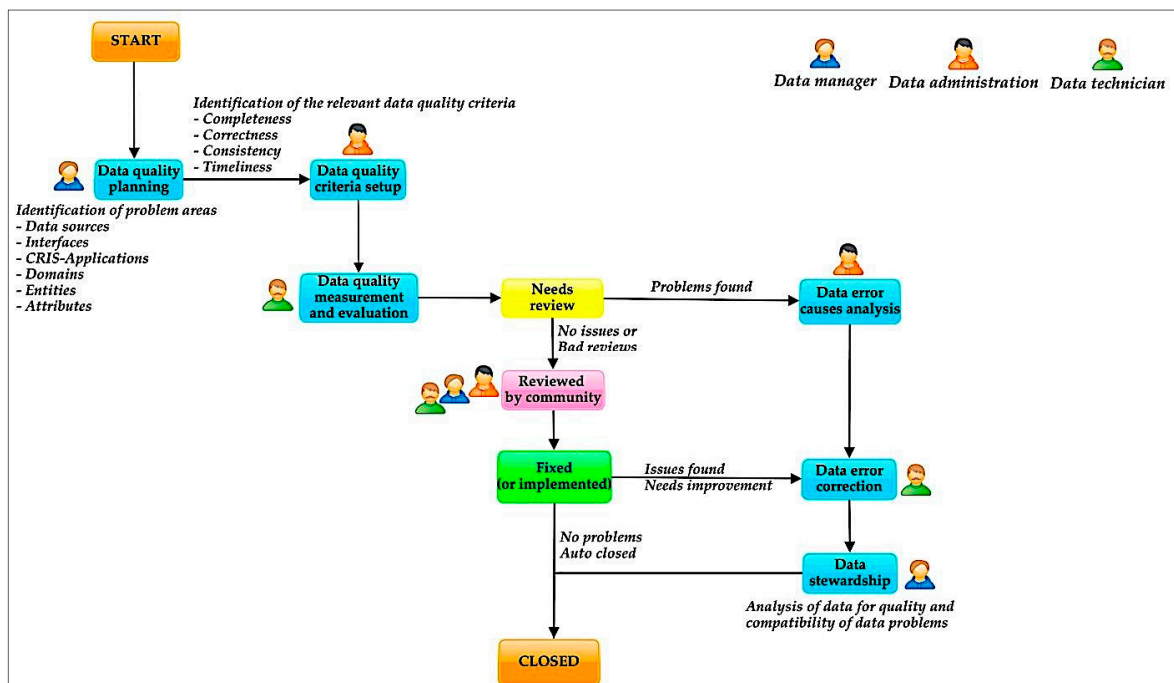 START
Data manager
Data administration
Data technician
Identification of the relevant data quality criteria
- Completeness
- Correctness
- Consistency
- Timeliness
Data quality
planning
Data quality
criteria setup
Identification of problem areas
- Data sources
- Interfaces
- CRIS-Applications
- Domains
- Entities
- Attributes
Data quality
measurement
and evaluation
Needs
review
Problems found
Data error
causes analysis
No issues or
Bad reviews
Reviewed
by community
Fixed
(or implemented)
Issues found
Needs improvement
Data error
correction
No problems
Auto closed
Data
stewardship
Analysis of data for quality and
compatibility of data problems
CLOSED